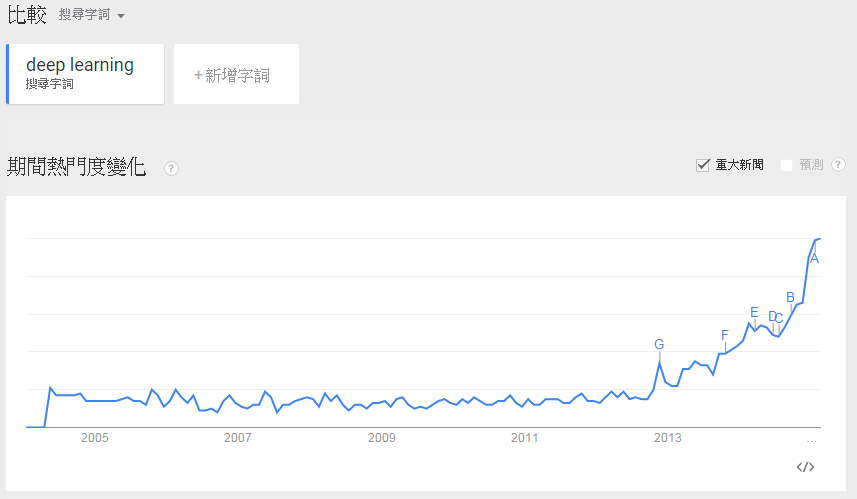 比較 搜尋字詞
deep learning
搜尋字詞
+新增字詞
期間熱門度變化 ?
重大新聞 預測 ?
A
B
E
D
C
F
G
2005 2007 2009 2011 2013 ...
</>